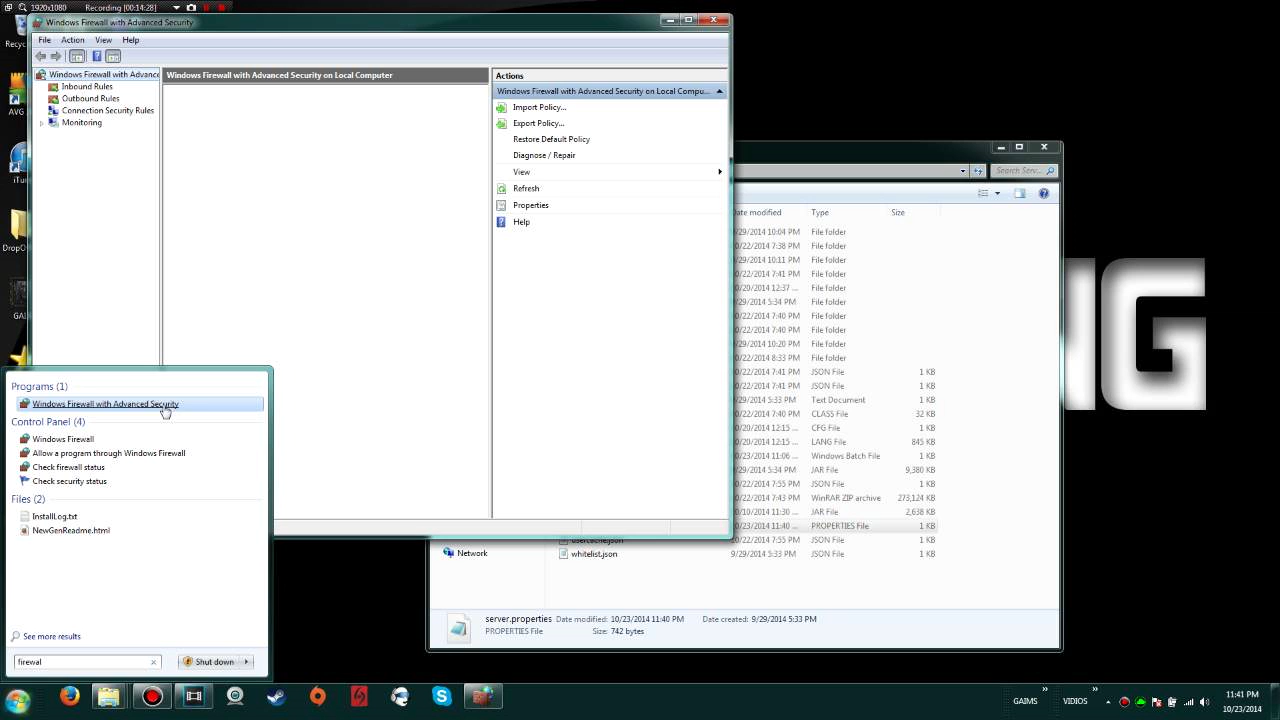 1920x1080 Recording [00:14:28]
Windows Firewall with Advanced Security
File Action View Help
Windows Firewall with Advance
Inbound Rules
Outbound Rules
Connection Security Rules
Monitoring
Windows Firewall with Advanced Security on Local Computer
Actions
Windows Firewall with Advanced Security on Local Compu...
Import Policy...
Export Policy...
Restore Default Policy
Diagnose / Repair
View
Refresh
Properties
Help
Recyc
AVG
iTur
DropO
GAI
Search Serv...
Date modified Type Size
9/29/2014 10:04 PM File folder
10/22/2014 7:38 PM File folder
9/29/2014 10:11 PM File folder
10/22/2014 7:41 PM File folder
10/20/2014 12:37 ... File folder
9/29/2014 5:34 PM File folder
10/22/2014 7:40 PM File folder
10/22/2014 7:40 PM File folder
9/29/2014 10:20 PM File folder
10/22/2014 8:33 PM File folder
10/22/2014 7:41 PM JSON File 1 KB
10/22/2014 7:41 PM JSON File 1 KB
9/29/2014 5:33 PM Text Document 1 KB
10/22/2014 7:40 PM CLASS File 32 KB
10/20/2014 12:15 ... CFG File 1 KB
10/20/2014 12:15 ... LANG File 845 KB
10/23/2014 11:06 ... Windows Batch File 1 KB
9/29/2014 5:34 PM JAR File 9,380 KB
10/22/2014 7:55 PM JSON File 1 KB
10/22/2014 7:43 PM WinRAR ZIP archive 273,124 KB
10/10/2014 11:30 ... JAR File 2,638 KB
10/23/2014 11:40 ... PROPERTIES File 1 KB
usercache.json 10/22/2014 7:55 PM JSON File 1 KB
whitelist.json 9/29/2014 5:33 PM JSON File 1 KB
Network
server.properties Date modified: 10/23/2014 11:40 PM Date created: 9/29/2014 5:33 PM
PROPERTIES File Size: 742 bytes
Programs (1)
Windows Firewall with Advanced Security
Control Panel (4)
Windows Firewall
Allow a program through Windows Firewall
Check firewall status
Check security status
Files (2)
InstallLog.txt
NewGenReadme.html
See more results
firewal
Shut down
GAIMS
VIDIOS
11:41 PM
10/23/2014
G